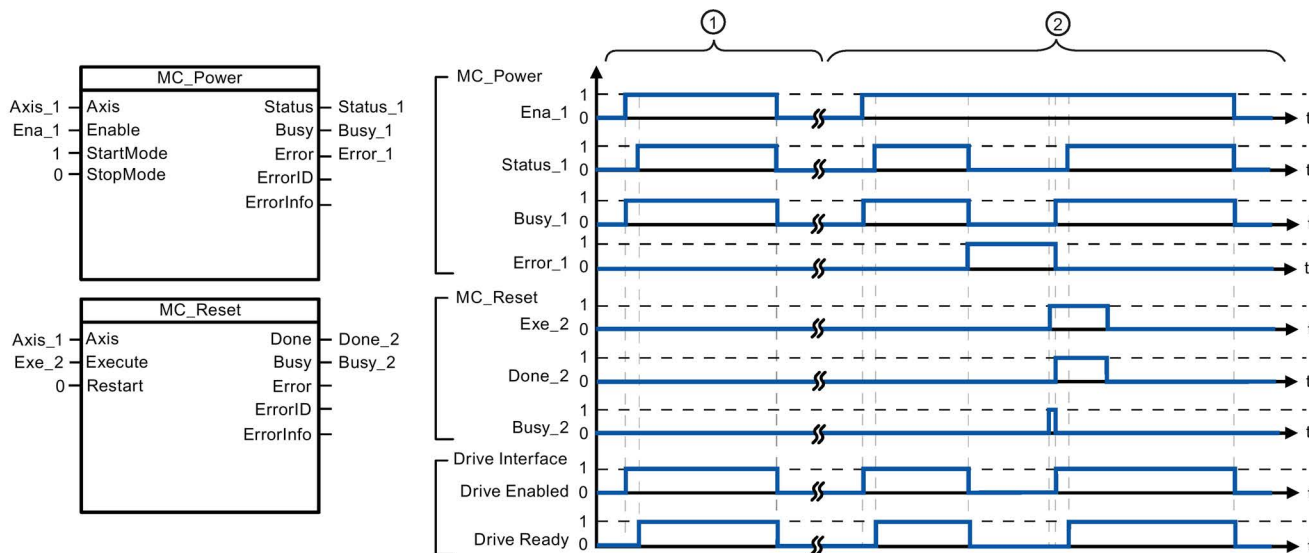 ① ②
MC_Power
Axis_1 Axis Status Status_1
Ena_1 Enable Busy Busy_1
1 StartMode Error Error_1
0 StopMode ErrorID
ErrorInfo
MC_Reset
Axis_1 Axis Done Done_2
Exe_2 Execute Busy Busy_2
0 Restart Error
ErrorID
ErrorInfo
MC_Power
1
Ena_1 0 t
1
Status_1 0 t
1
Busy_1 0 t
1
Error_1 0 t
MC_Reset
1
Exe_2 0 t
1
Done_2 0 t
1
Busy_2 0 t
Drive Interface
1
Drive Enabled 0 t
1
Drive Ready 0 t